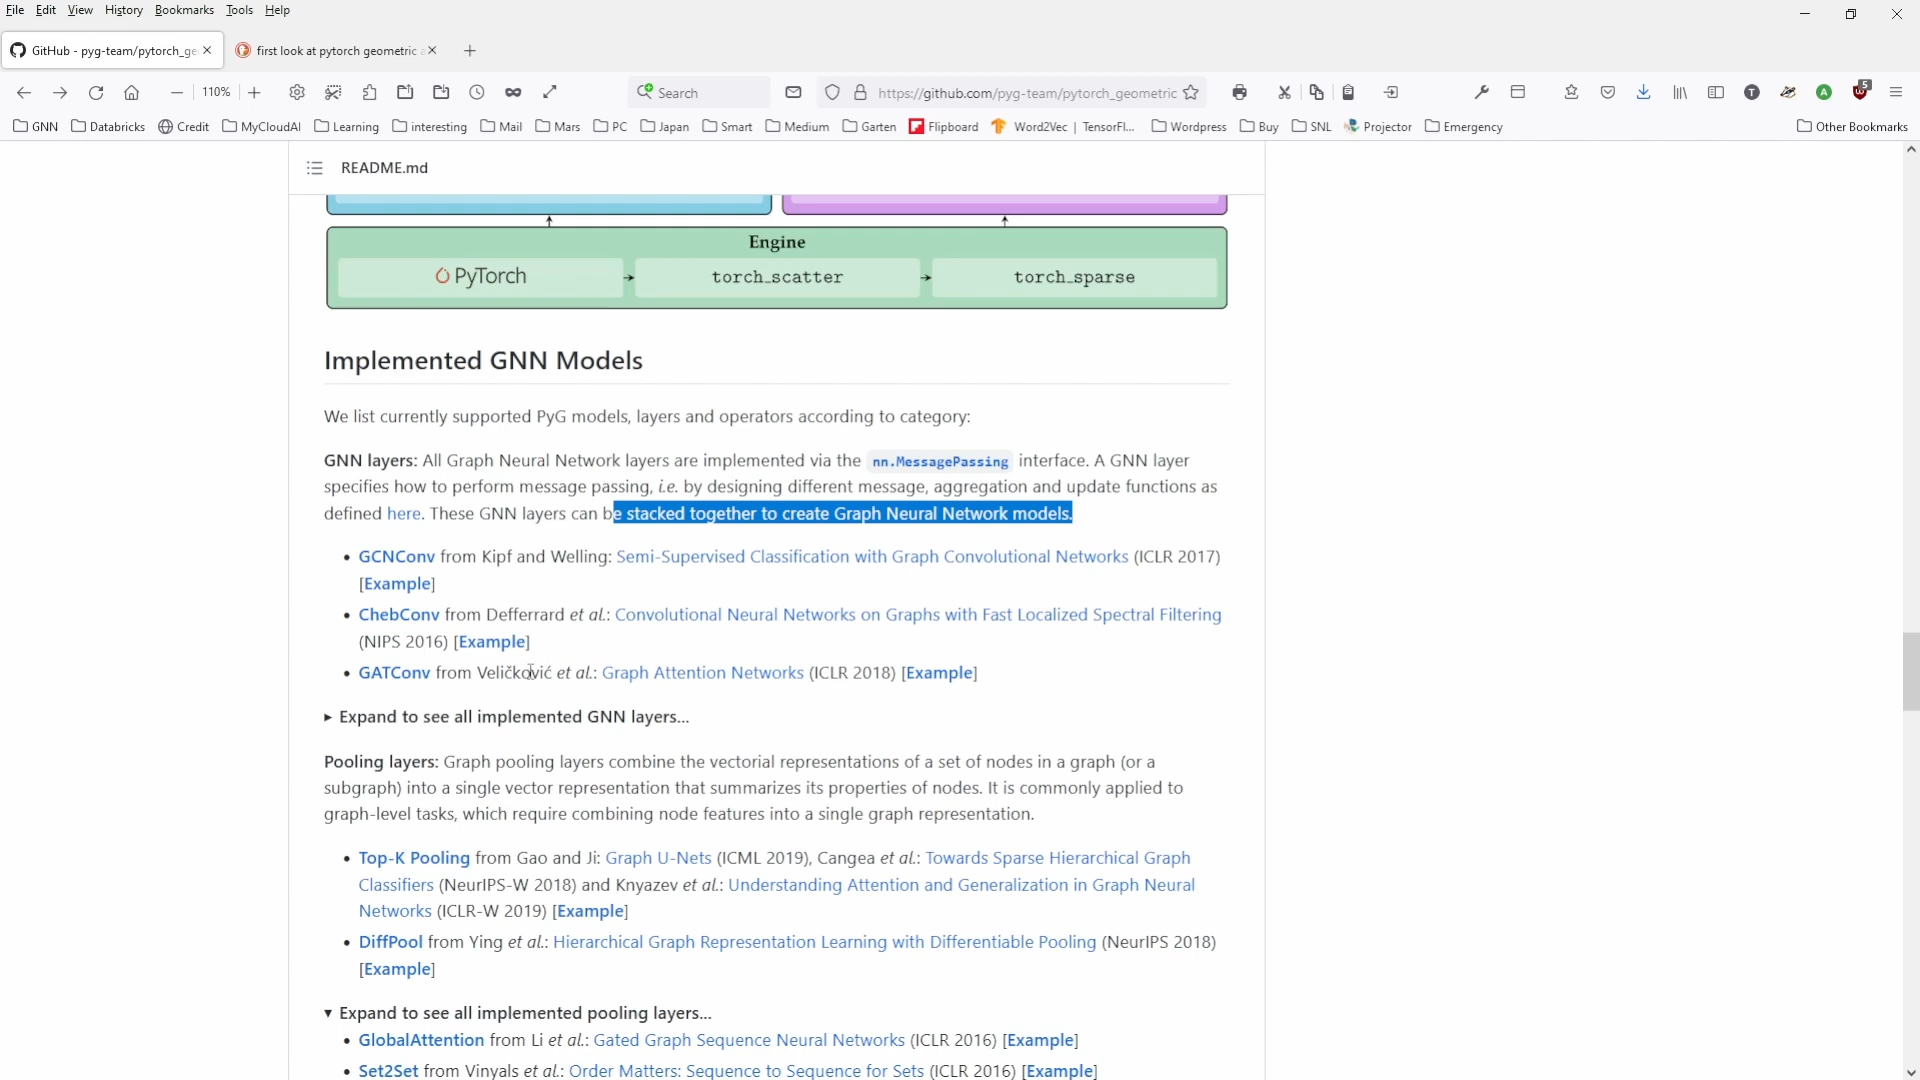 File Edit View History Bookmarks Tools Help
GitHub - pyg-team/pytorch_ge
first look at pytorch geometric a
110%
Search
https://github.com/pyg-team/pytorch_geometric
T
A
5
GNN Databricks Credit MyCloudAI Learning interesting Mail Mars PC Japan Smart Medium Garten Flipboard Word2Vec | TensorFl... Wordpress Buy SNL Projector Emergency Other Bookmarks
README.md
Engine
PyTorch torch_scatter torch_sparse
Implemented GNN Models
We list currently supported PyG models, layers and operators according to category:
GNN layers: All Graph Neural Network layers are implemented via the nn.MessagePassing interface. A GNN layer
specifies how to perform message passing, i.e. by designing different message, aggregation and update functions as
defined here. These GNN layers can be stacked together to create Graph Neural Network models.
• GCNConv from Kipf and Welling: Semi-Supervised Classification with Graph Convolutional Networks (ICLR 2017)
[Example]
• ChebConv from Defferrard et al.: Convolutional Neural Networks on Graphs with Fast Localized Spectral Filtering
(NIPS 2016) [Example]
• GATConv from Veličković et al.: Graph Attention Networks (ICLR 2018) [Example]
▸ Expand to see all implemented GNN layers...
Pooling layers: Graph pooling layers combine the vectorial representations of a set of nodes in a graph (or a
subgraph) into a single vector representation that summarizes its properties of nodes. It is commonly applied to
graph-level tasks, which require combining node features into a single graph representation.
• Top-K Pooling from Gao and Ji: Graph U-Nets (ICML 2019), Cangea et al.: Towards Sparse Hierarchical Graph
Classifiers (NeurIPS-W 2018) and Knyazev et al.: Understanding Attention and Generalization in Graph Neural
Networks (ICLR-W 2019) [Example]
• DiffPool from Ying et al.: Hierarchical Graph Representation Learning with Differentiable Pooling (NeurIPS 2018)
[Example]
▾ Expand to see all implemented pooling layers...
• GlobalAttention from Li et al.: Gated Graph Sequence Neural Networks (ICLR 2016) [Example]
• Set2Set from Vinyals et al.: Order Matters: Sequence to Sequence for Sets (ICLR 2016) [Example]